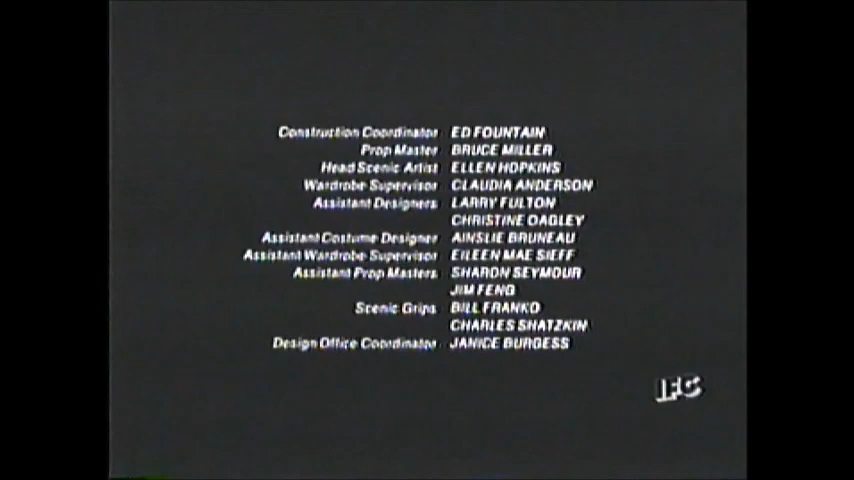 Construction Coordinator ED FOUNTAIN
Prop Master BRUCE MILLER
Head Scenic Artist ELLEN HOPKINS
Wardrobe Supervisor CLAUDIA ANDERSON
Assistant Designers LARRY FULTON
CHRISTINE OAGLEY
Assistant Costume Designer AINSLIE BRUNEAU
Assistant Wardrobe Supervisor EILEEN MAE SIEFF
Assistant Prop Masters SHARON SEYMOUR
JIM FENG
Scenic Grips BILL FRANKO
CHARLES SHATZKIN
Design Office Coordinator JANICE BURGESS
IFC